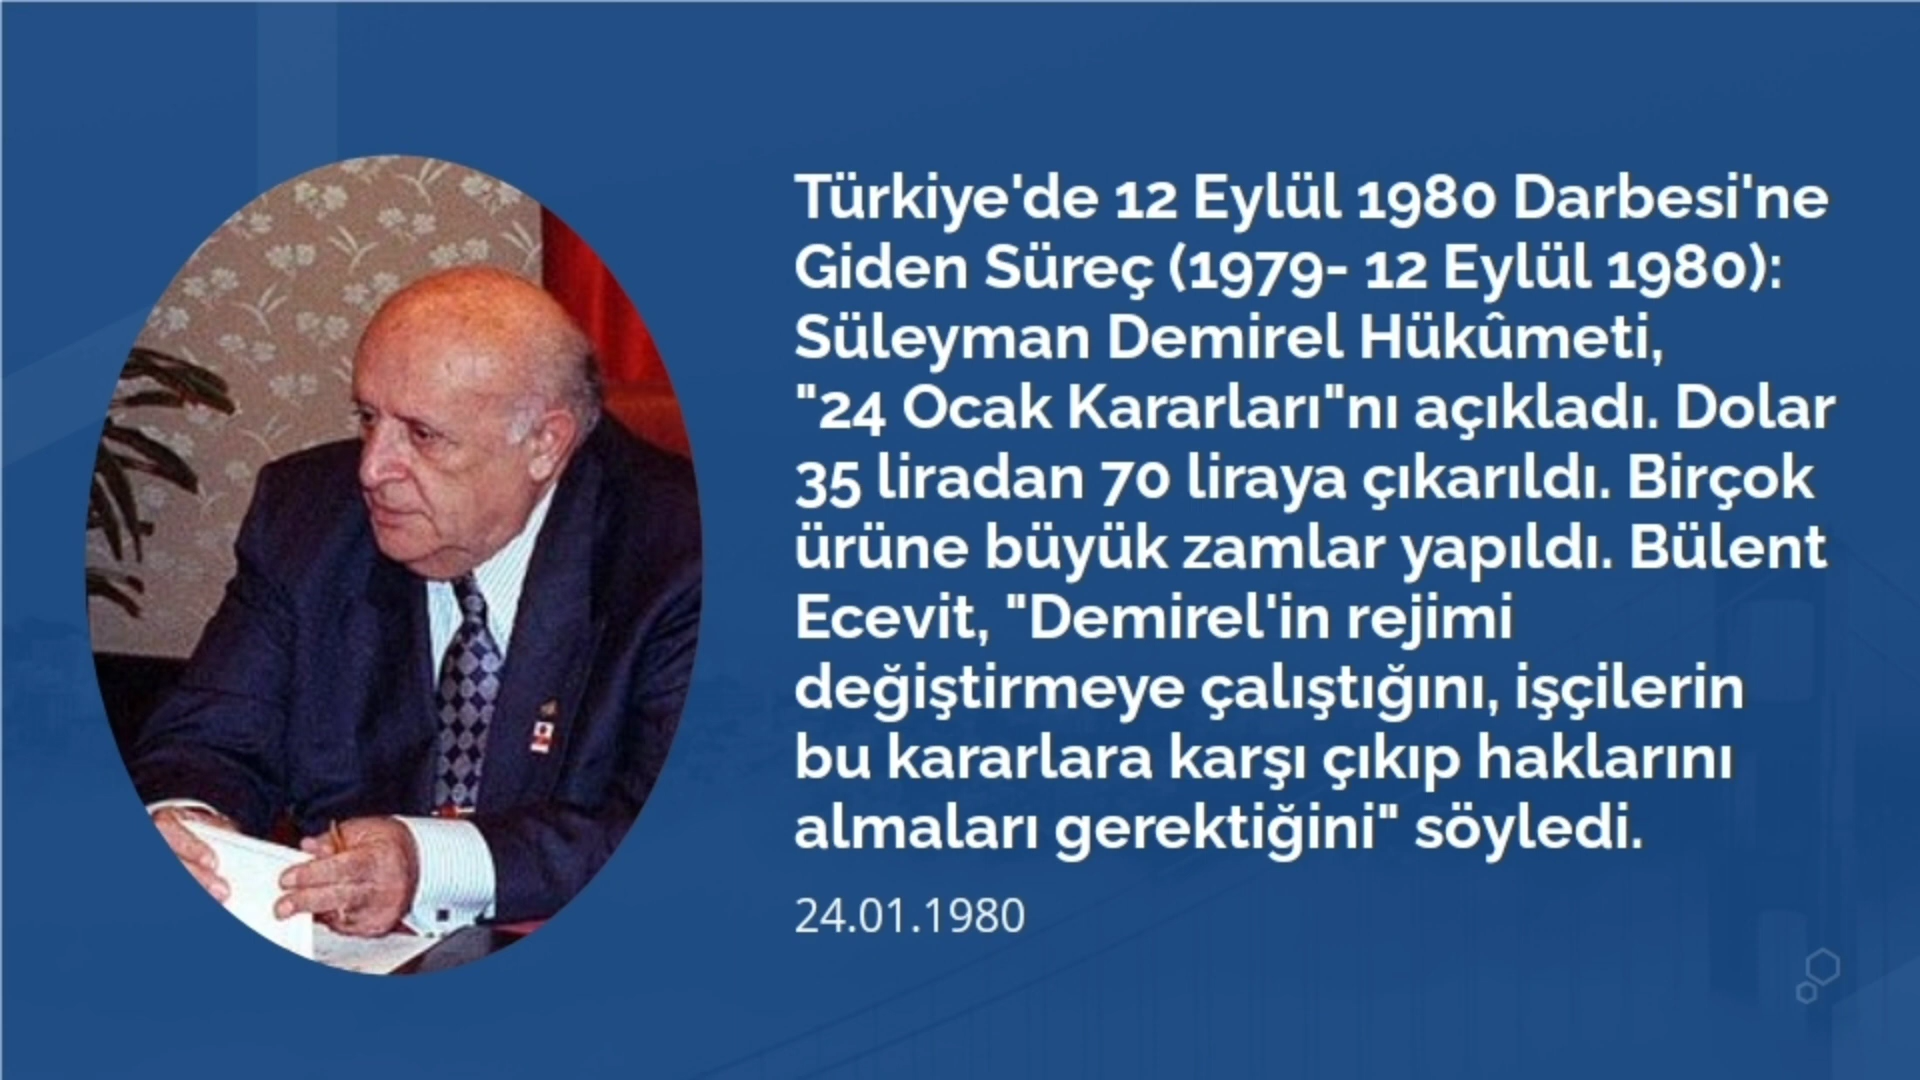 Türkiye'de 12 Eylül 1980 Darbesi'ne
Giden Süreç (1979- 12 Eylül 1980):
Süleyman Demirel Hükûmeti,
"24 Ocak Kararları"nı açıkladı. Dolar
35 liradan 70 liraya çıkarıldı. Birçok
ürüne büyük zamlar yapıldı. Bülent
Ecevit, "Demirel'in rejimi
değiştirmeye çalıştığını, işçilerin
bu kararlara karşı çıkıp haklarını
almaları gerektiğini" söyledi.
24.01.1980